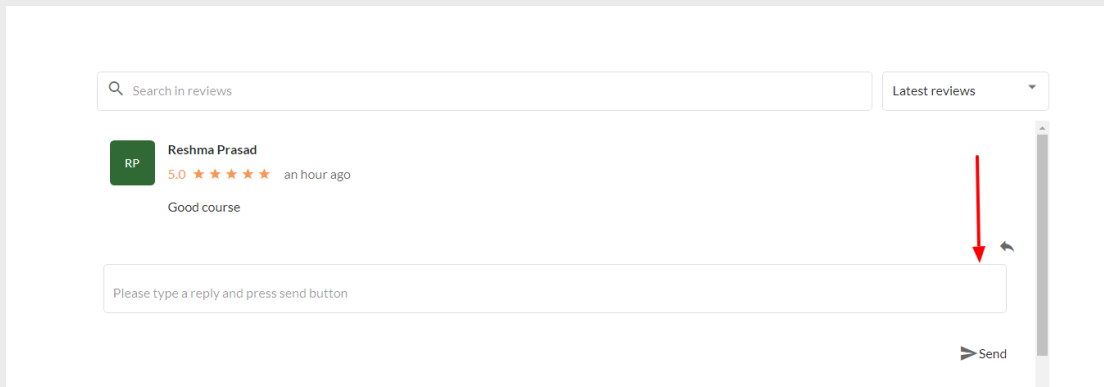 Search in reviews
Latest reviews
RP
Reshma Prasad
5.0 an hour ago
Good course
Please type a reply and press send button
Send